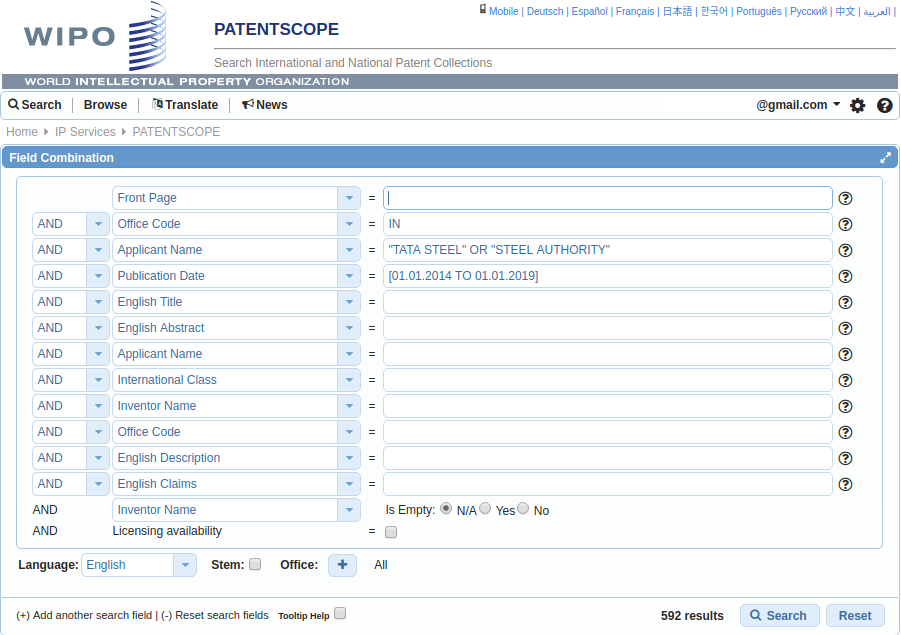 Mobile | Deutsch | Español | Français | 日本語 | 한국어 | Português | Русский | 中文 | العربية |
WIPO
PATENTSCOPE
Search International and National Patent Collections
WORLD INTELLECTUAL PROPERTY ORGANIZATION
Search | Browse | Translate | News @gmail.com
Home IP Services PATENTSCOPE
Field Combination
Front Page =
AND Office Code = IN
AND Applicant Name = "TATA STEEL" OR "STEEL AUTHORITY"
AND Publication Date = [01.01.2014 TO 01.01.2019]
AND English Title =
AND English Abstract =
AND Applicant Name =
AND International Class =
AND Inventor Name =
AND Office Code =
AND English Description =
AND English Claims =
AND Inventor Name Is Empty: N/A Yes No
AND Licensing availability =
Language: English Stem: Office: + All
(+) Add another search field | (-) Reset search fields Tooltip Help 592 results Search Reset